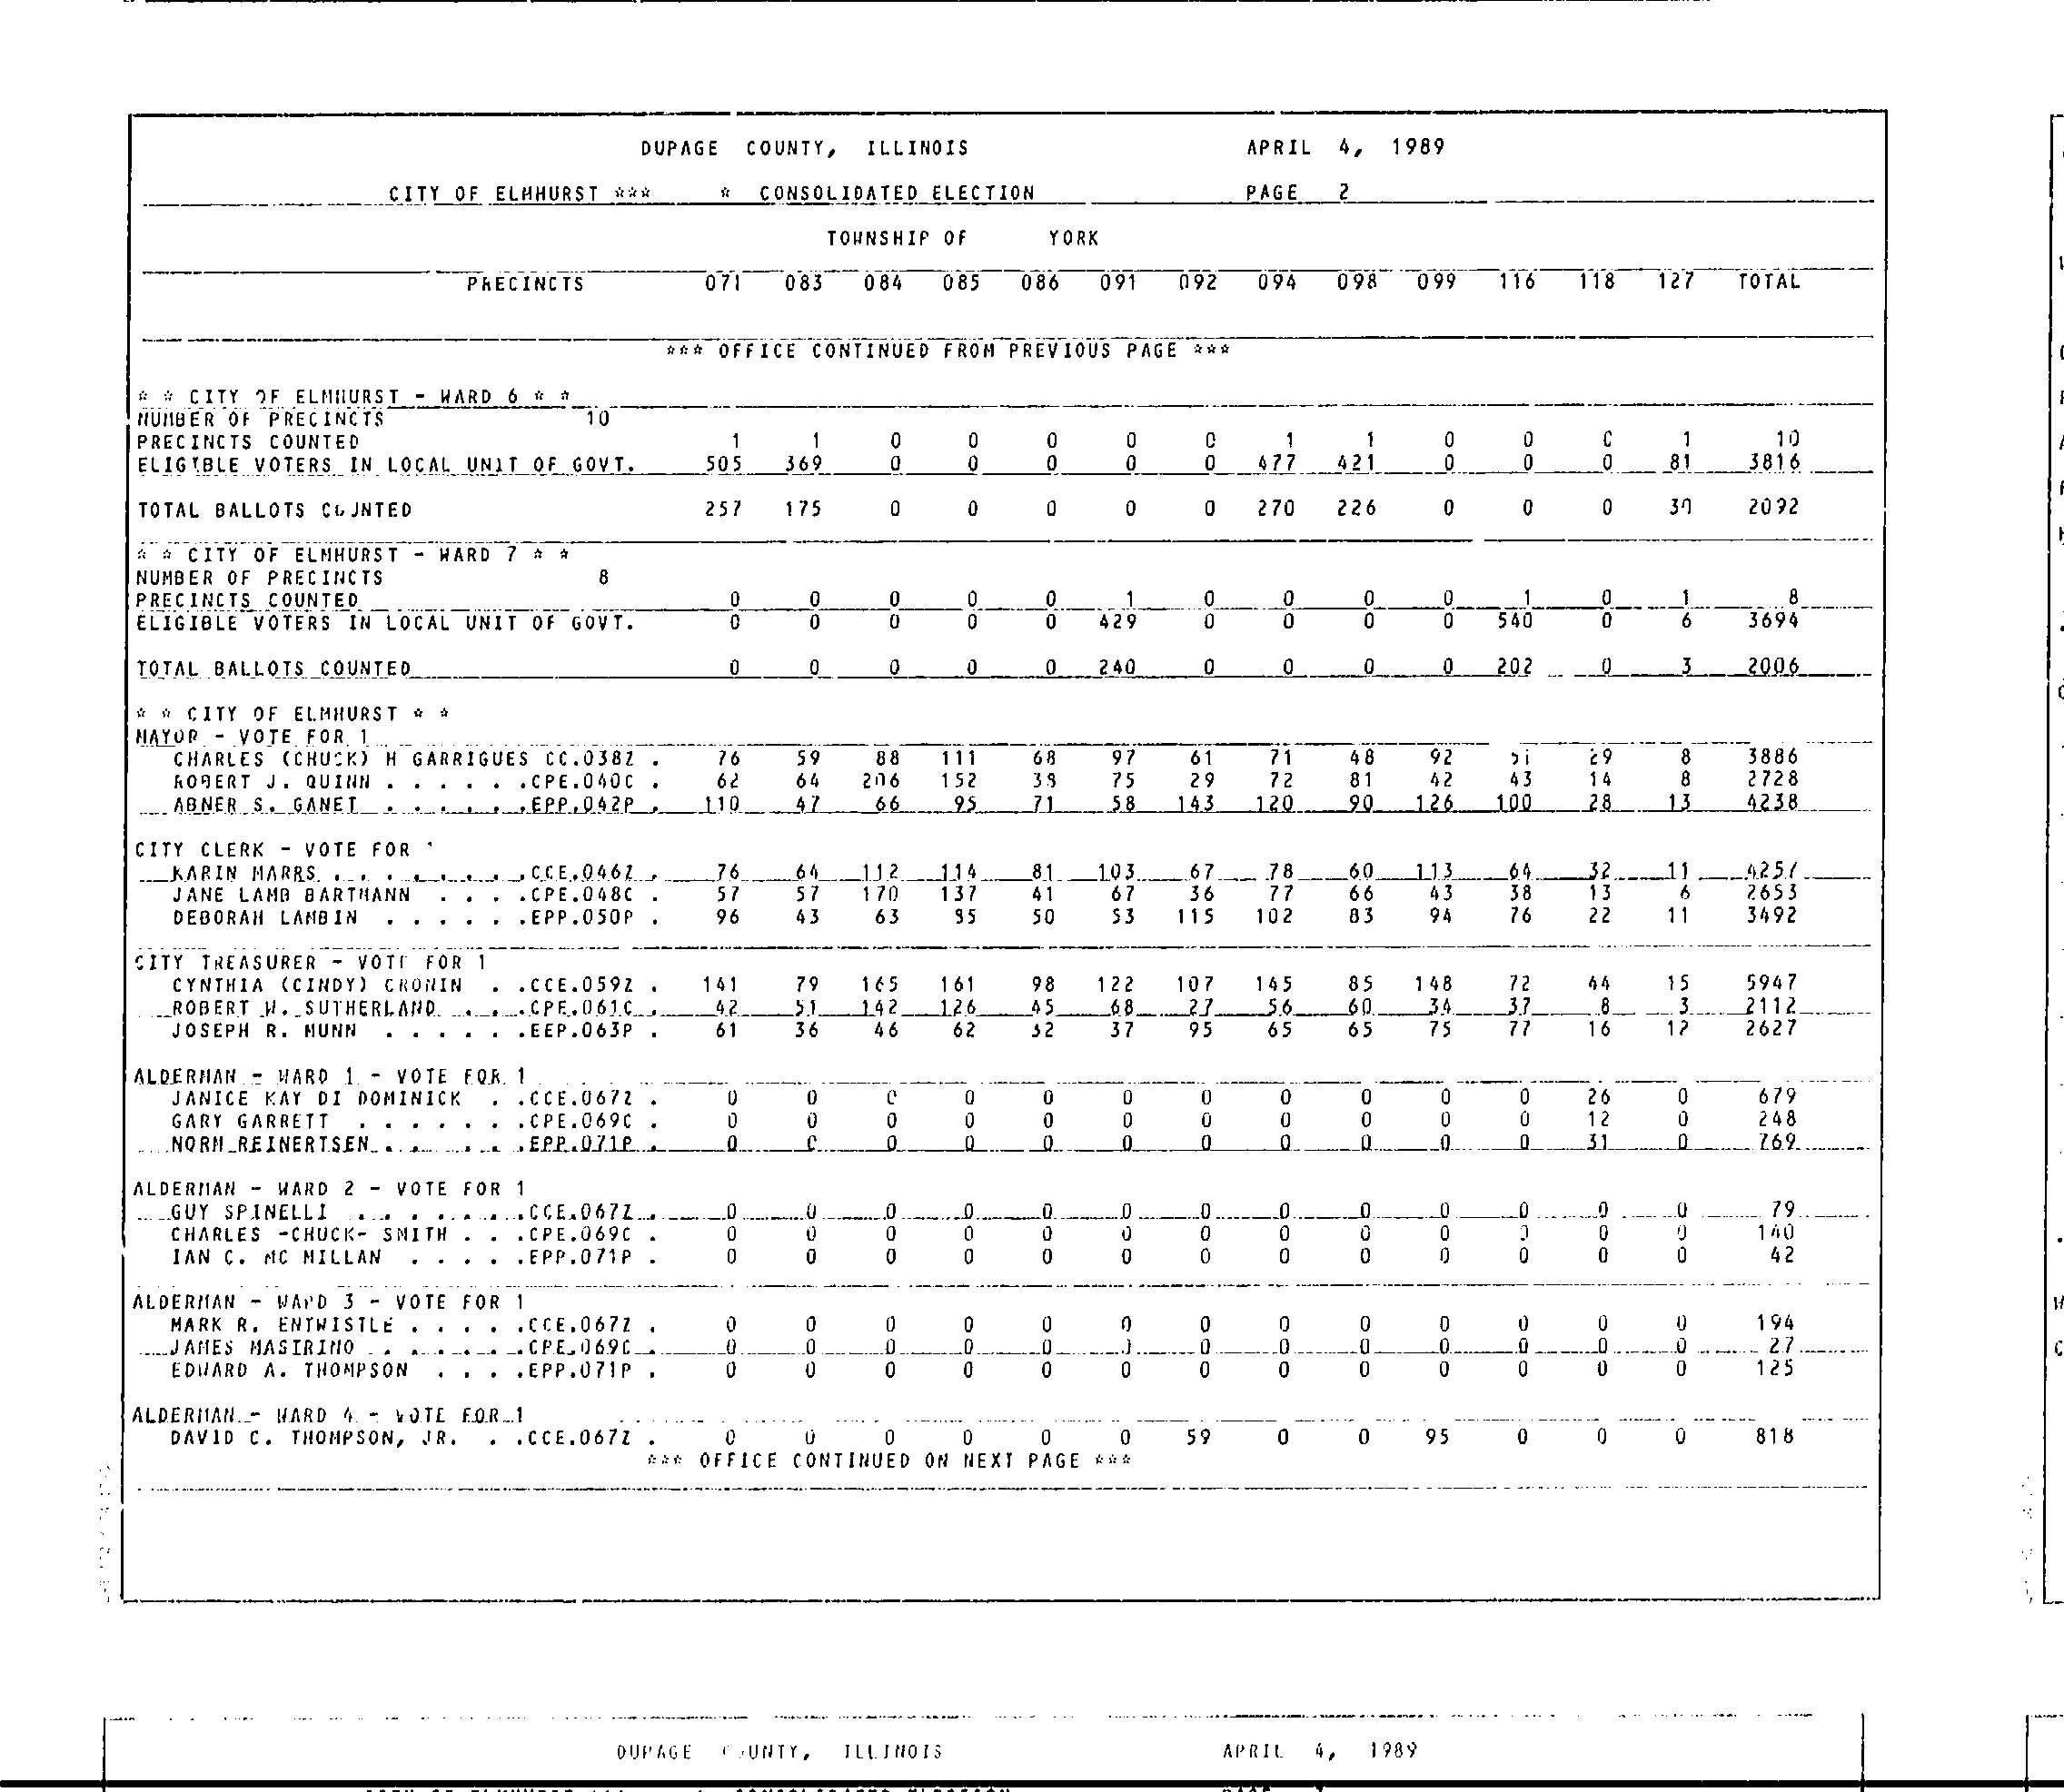 DUPAGE COUNTY, ILLINOIS APRIL 4, 1989
CITY OF ELMHURST *** * CONSOLIDATED ELECTION PAGE 2
TOWNSHIP OF YORK
PRECINCTS 071 083 084 085 086 091 092 094 098 099 116 118 127 TOTAL
*** OFFICE CONTINUED FROM PREVIOUS PAGE ***
* * CITY OF ELMHURST - WARD 6 * *
NUMBER OF PRECINCTS 10
PRECINCTS COUNTED 1 1 0 0 0 0 0 1 1 0 0 0 1 10
ELIGIBLE VOTERS IN LOCAL UNIT OF GOVT. 505 369 0 0 0 0 0 477 421 0 0 0 81 3816
TOTAL BALLOTS COUNTED 257 175 0 0 0 0 0 270 226 0 0 0 2092
* * CITY OF ELMHURST - WARD 7 * *
NUMBER OF PRECINCTS 8
PRECINCTS COUNTED 0 0 0 0 0 1 0 0 0 0 1 0 1 8
ELIGIBLE VOTERS IN LOCAL UNIT OF GOVT. 0 0 0 0 0 429 0 0 0 0 540 0 6 3694
TOTAL BALLOTS COUNTED 0 0 0 0 0 240 0 0 0 0 202 0 3 2006
* * CITY OF ELMHURST * *
MAYOR - VOTE FOR 1
CHARLES (CHUCK) H GARRIGUES CC.038Z . 76 59 88 111 68 97 61 71 48 92 29 8 3886
ROBERT J. QUINN . . . . . .CPE.040C . 62 64 206 152 75 29 72 81 42 43 14 8 2728
ABNER S. GANET . . . . . .EPP.042P . 110 47 66 95 71 58 143 120 90 126 100 28 13 4238
CITY CLERK - VOTE FOR 1
KARIN MARRS . . . . . . . .CCE.046Z . 76 64 112 114 81 103 67 78 60 113 64 32 11 4257
JANE LAMB BARTMANN . . . .CPE.048C . 57 57 170 137 41 67 36 77 66 43 38 13 6 2653
DEBORAH LAMBIN . . . . . .EPP.050P . 96 43 63 50 53 115 102 83 94 76 22 11 3492
CITY TREASURER - VOTE FOR 1
CYNTHIA (CINDY) CRONIN . .CCE.059Z . 141 79 165 161 98 122 107 145 85 148 72 44 15 5947
ROBERT W. SUTHERLAND . . .CPE.061C . 42 51 142 126 45 68 27 56 60 34 37 8 3 2112
JOSEPH R. MUNN . . . . . .EEP.063P . 61 36 46 62 37 95 65 65 75 77 16 12 2627
ALDERMAN - WARD 1 - VOTE FOR 1
JANICE KAY DI DOMINICK . .CCE.067Z . 0 0 0 0 0 0 0 0 0 0 0 26 0 679
GARY GARRETT . . . . . . .CPE.069C . 0 0 0 0 0 0 0 0 0 0 0 12 0 248
NORM REINERTSEN . . . . . .EPP.071P . 0 0 0 0 0 0 0 0 0 0 0 31 0 769
ALDERMAN - WARD 2 - VOTE FOR 1
GUY SPINELLI . . . . . . .CCE.067Z . 0 0 0 0 0 0 0 0 0 0 0 0 0 79
CHARLES -CHUCK- SMITH . . .CPE.069C . 0 0 0 0 0 0 0 0 0 0 0 0 0 140
IAN C. MC MILLAN . . . . .EPP.071P . 0 0 0 0 0 0 0 0 0 0 0 0 0 42
ALDERMAN - WARD 3 - VOTE FOR 1
MARK R. ENTWISTLE . . . . .CCE.067Z . 0 0 0 0 0 0 0 0 0 0 0 0 0 194
JAMES MASTRINO . . . . . .CPE.069C . 0 0 0 0 0 0 0 0 0 0 0 0 0 27
EDWARD A. THOMPSON . . . .EPP.071P . 0 0 0 0 0 0 0 0 0 0 0 0 0 125
ALDERMAN - WARD 4 - VOTE FOR 1
DAVID C. THOMPSON, JR. . .CCE.067Z . 0 0 0 0 0 0 59 0 0 95 0 0 0 818
*** OFFICE CONTINUED ON NEXT PAGE ***
DUPAGE COUNTY, ILLINOIS APRIL 4, 1989